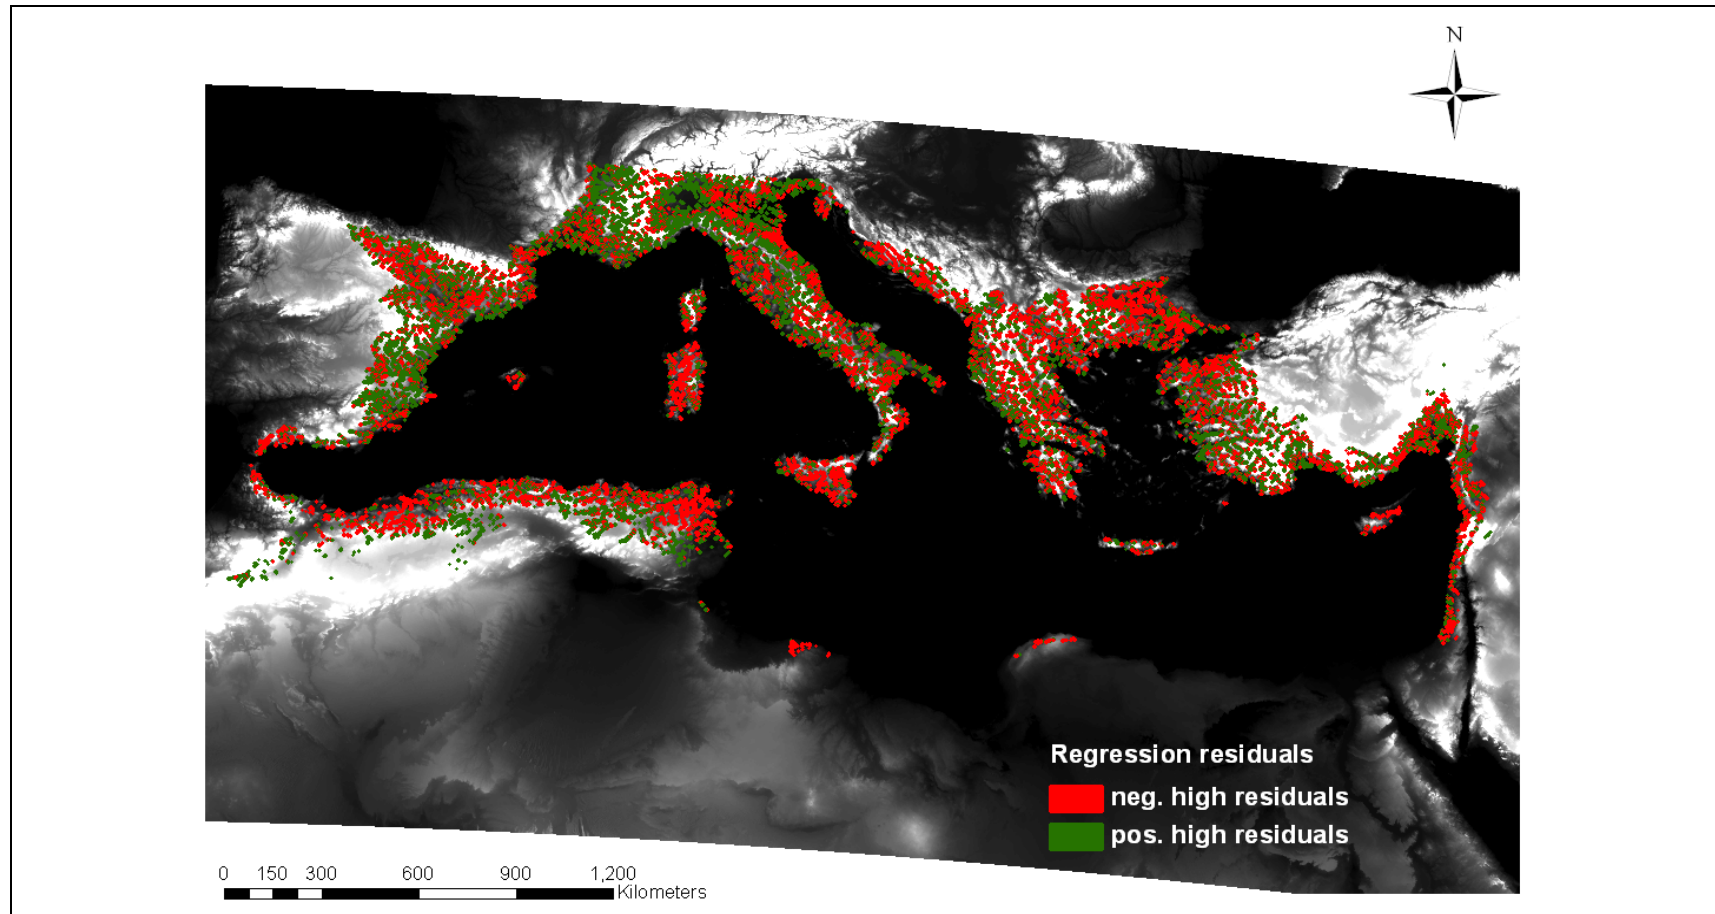 N
Regression residuals
neg. high residuals
pos. high residuals
0 150 300 600 900 1,200
Kilometers